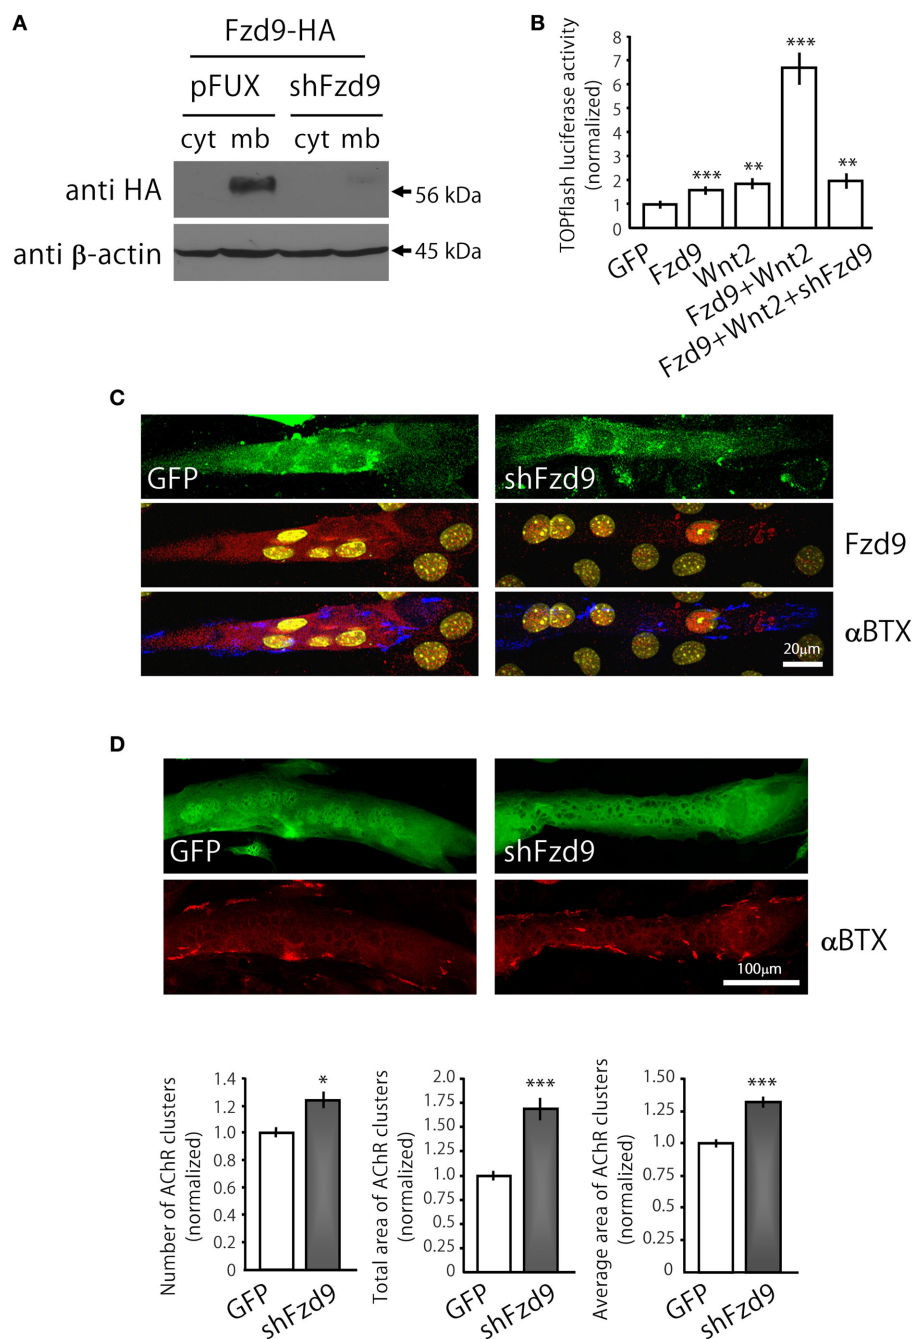 A
Fzd9-HA
pFUX shFzd9
cyt mb cyt mb
anti HA
56 kDa
anti β-actin
45 kDa
B
TOPflash luciferase activity
(normalized)
8
7
6
5
4
3
2
1
0
***
**
***
**
GFP
Fzd9
Wnt2
Fzd9+Wnt2
Fzd9+Wnt2+shFzd9
C
GFP
shFzd9
Fzd9
αBTX
20μm
D
GFP
shFzd9
αBTX
100μm
Number of AChR clusters
(normalized)
1.4
1.2
1.0
0.8
0.6
0.4
0.2
0
*
GFP
shFzd9
Total area of AChR clusters
(normalized)
2.0
1.75
1.50
1.25
1.0
0.75
0.50
0.25
0
***
GFP
shFzd9
Average area of AChR clusters
(normalized)
1.50
1.25
1.0
0.75
0.50
0.25
0
***
GFP
shFzd9